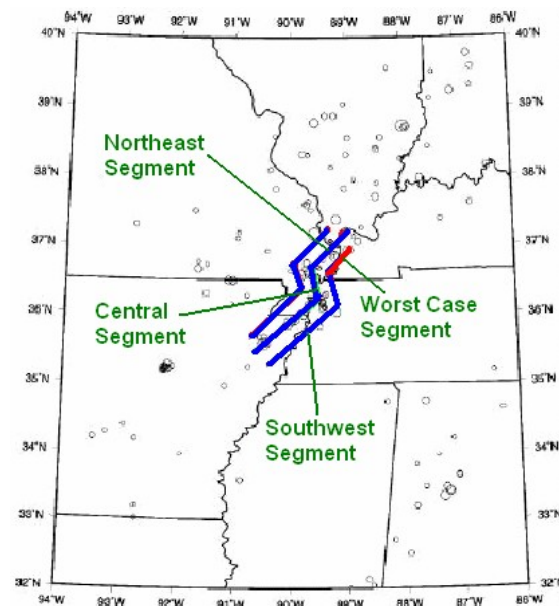 94°W 93°W 92°W 91°W 90°W 89°W 88°W 87°W 86°W
40°N 40°N
39°N 39°N
38°N 38°N
Northeast
Segment
37°N 37°N
Central
Segment
Worst Case
Segment
36°N 36°N
35°N 35°N
Southwest
Segment
34°N 34°N
33°N 33°N
32°N 32°N
94°W 93°W 92°W 91°W 90°W 89°W 88°W 87°W 86°W